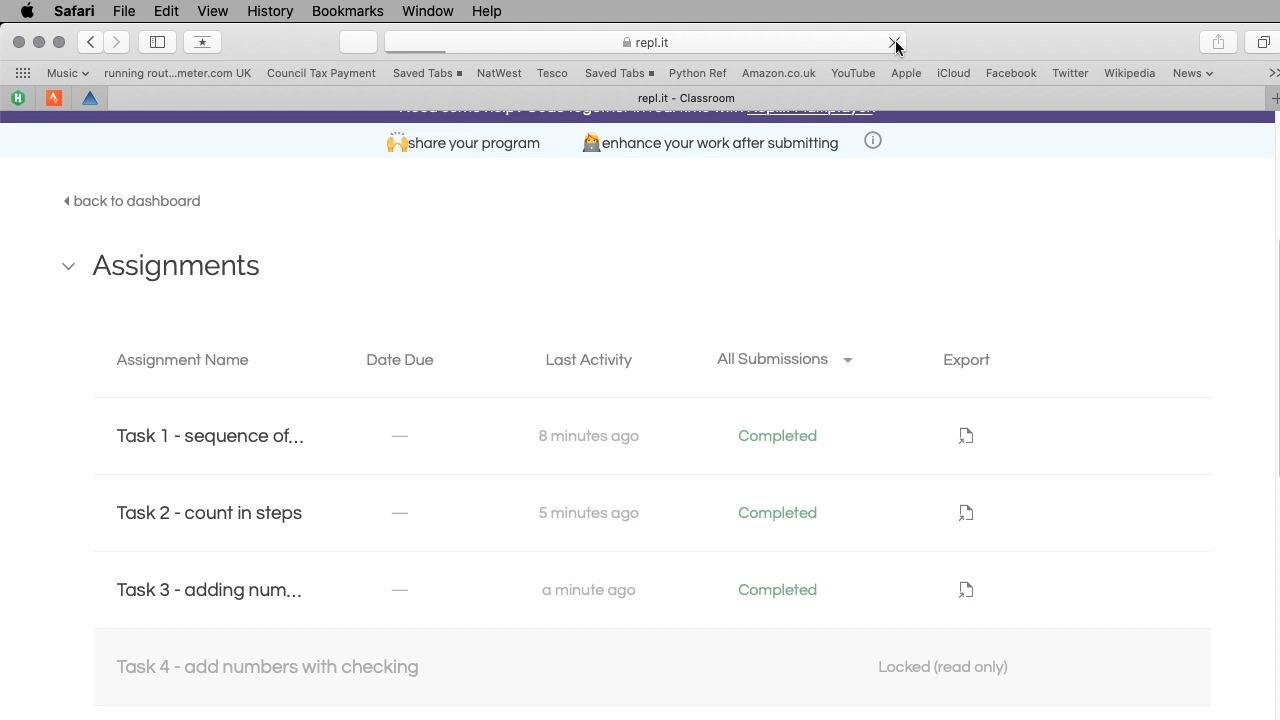 Safari File Edit View History Bookmarks Window Help
repl.it
Music running rout...meter.com UK Council Tax Payment Saved Tabs NatWest Tesco Saved Tabs Python Ref Amazon.co.uk YouTube Apple iCloud Facebook Twitter Wikipedia News
repl.it - Classroom
share your program enhance your work after submitting
back to dashboard
Assignments
Assignment Name Date Due Last Activity All Submissions Export
Task 1 - sequence of... — 8 minutes ago Completed
Task 2 - count in steps — 5 minutes ago Completed
Task 3 - adding num... — a minute ago Completed
Task 4 - add numbers with checking Locked (read only)